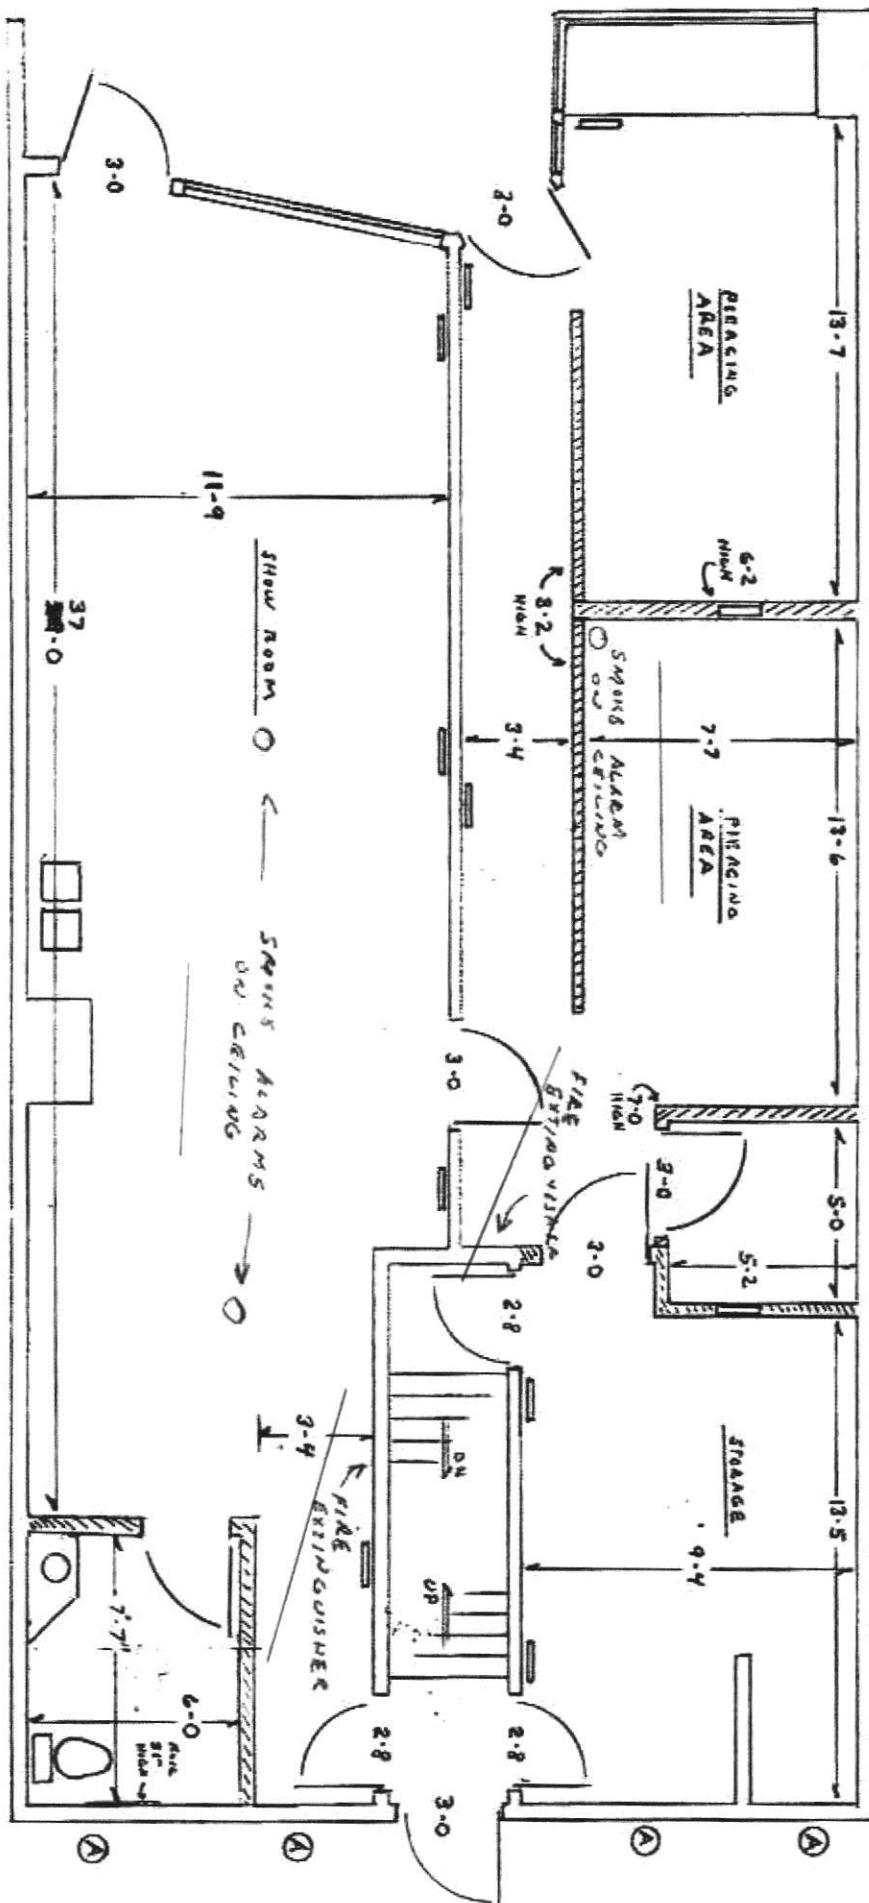 3-0
3-0
PIERCING
AREA
13-7
11-9
SHOW ROOM
37
-0
6-2
HIGH
8-2
HIGH
SMOKE ALARM
ON CEILING
3-4
7-7
PIERCING
AREA
13-6
SMOKE ALARMS
ON CEILING
3-0
FIRE
EXTINGUISHER
7-0
HIGH
3-0
5-0
5-2
3-0
2-8
3-4
FIRE
EXTINGUISHER
DN
UP
STORAGE
9-4
13-5
7'-7"
6-0
HIGH
2-8
2-8
3-0
A
A
A
A